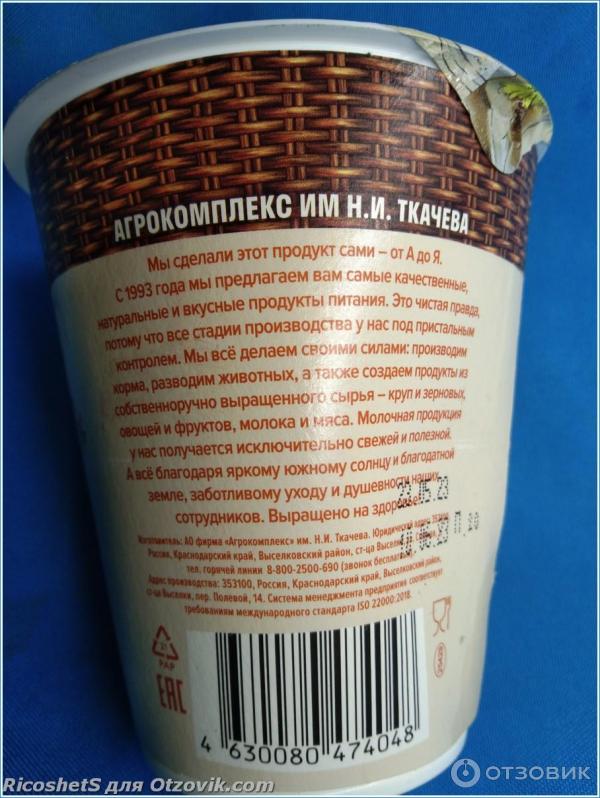 АГРОКОМПЛЕКС ИМ Н.И. ТКАЧЕВА
Мы сделали этот продукт сами – от А до Я.
С 1993 года мы предлагаем вам самые качественные,
натуральные и вкусные продукты питания. Это чистая правда,
потому что все стадии производства у нас под пристальным
контролем. Мы всё делаем своими силами: производим
корма, разводим животных, а также создаем продукты из
собственноручно выращенного сырья – круп и зерновых,
овощей и фруктов, молока и мяса. Молочная продукция
у нас получается исключительно свежей и полезной.
А всё благодаря яркому южному солнцу и благодатной
земле, заботливому уходу и душевности наших
сотрудников. Выращено на здоровье!
23.05.23
Изготовитель: АО фирма «Агрокомплекс» им. Н.И. Ткачева. Юридический адрес: 353100,
Россия, Краснодарский край, Выселковский район, ст-ца Выселки,
тел. горячей линии 8-800-2500-690 (звонок бесплатный)
06.23 П.20
Адрес производства: 353100, Россия, Краснодарский край, Выселковский район,
ст-ца Выселки, пер. Полевой, 14. Система менеджмента предприятия соответствует
требованиям международного стандарта ISO 22000:2018.
21
PAP
EAC
25428
4 630080 474048
RicoshetS для Otzovik.com
ОТЗОВИК